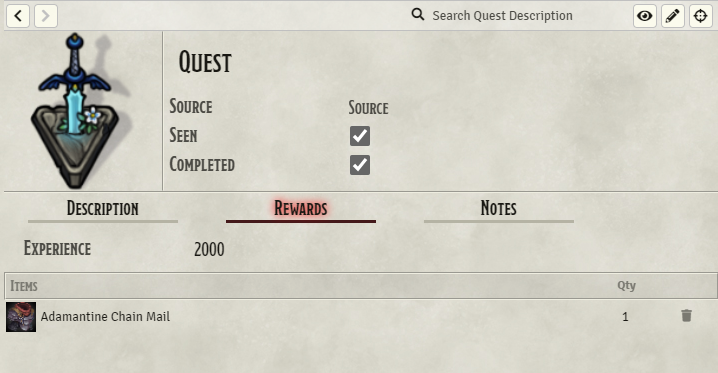 Search Quest Description
Quest
Source Source
Seen
Completed
Description Rewards Notes
Experience 2000
Items Qty
Adamantine Chain Mail 1